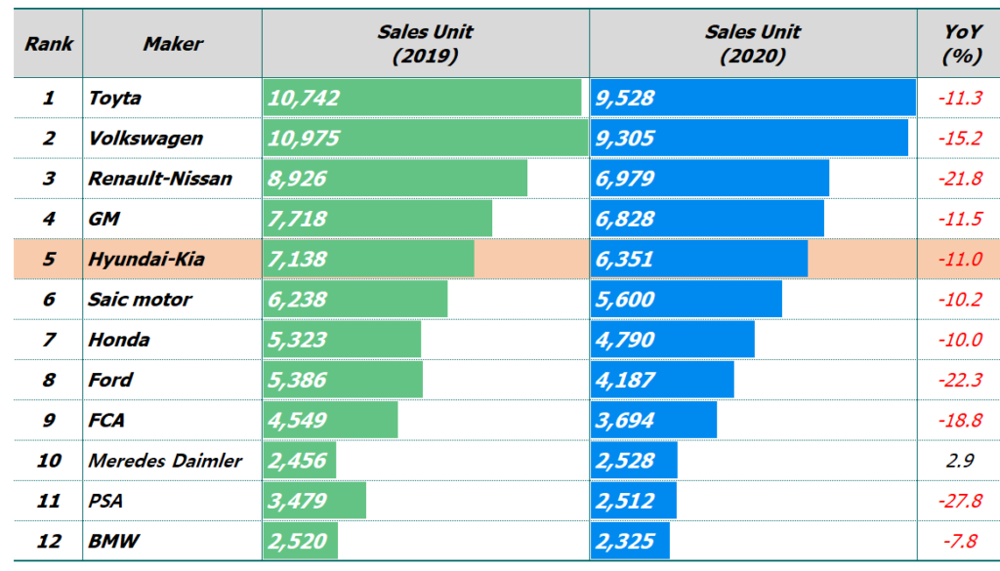 Rank Maker Sales Unit (2019) Sales Unit (2020) YoY (%)
1 Toyta 10,742 9,528 -11.3
2 Volkswagen 10,975 9,305 -15.2
3 Renault-Nissan 8,926 6,979 -21.8
4 GM 7,718 6,828 -11.5
5 Hyundai-Kia 7,138 6,351 -11.0
6 Saic motor 6,238 5,600 -10.2
7 Honda 5,323 4,790 -10.0
8 Ford 5,386 4,187 -22.3
9 FCA 4,549 3,694 -18.8
10 Meredes Daimler 2,456 2,528 2.9
11 PSA 3,479 2,512 -27.8
12 BMW 2,520 2,325 -7.8